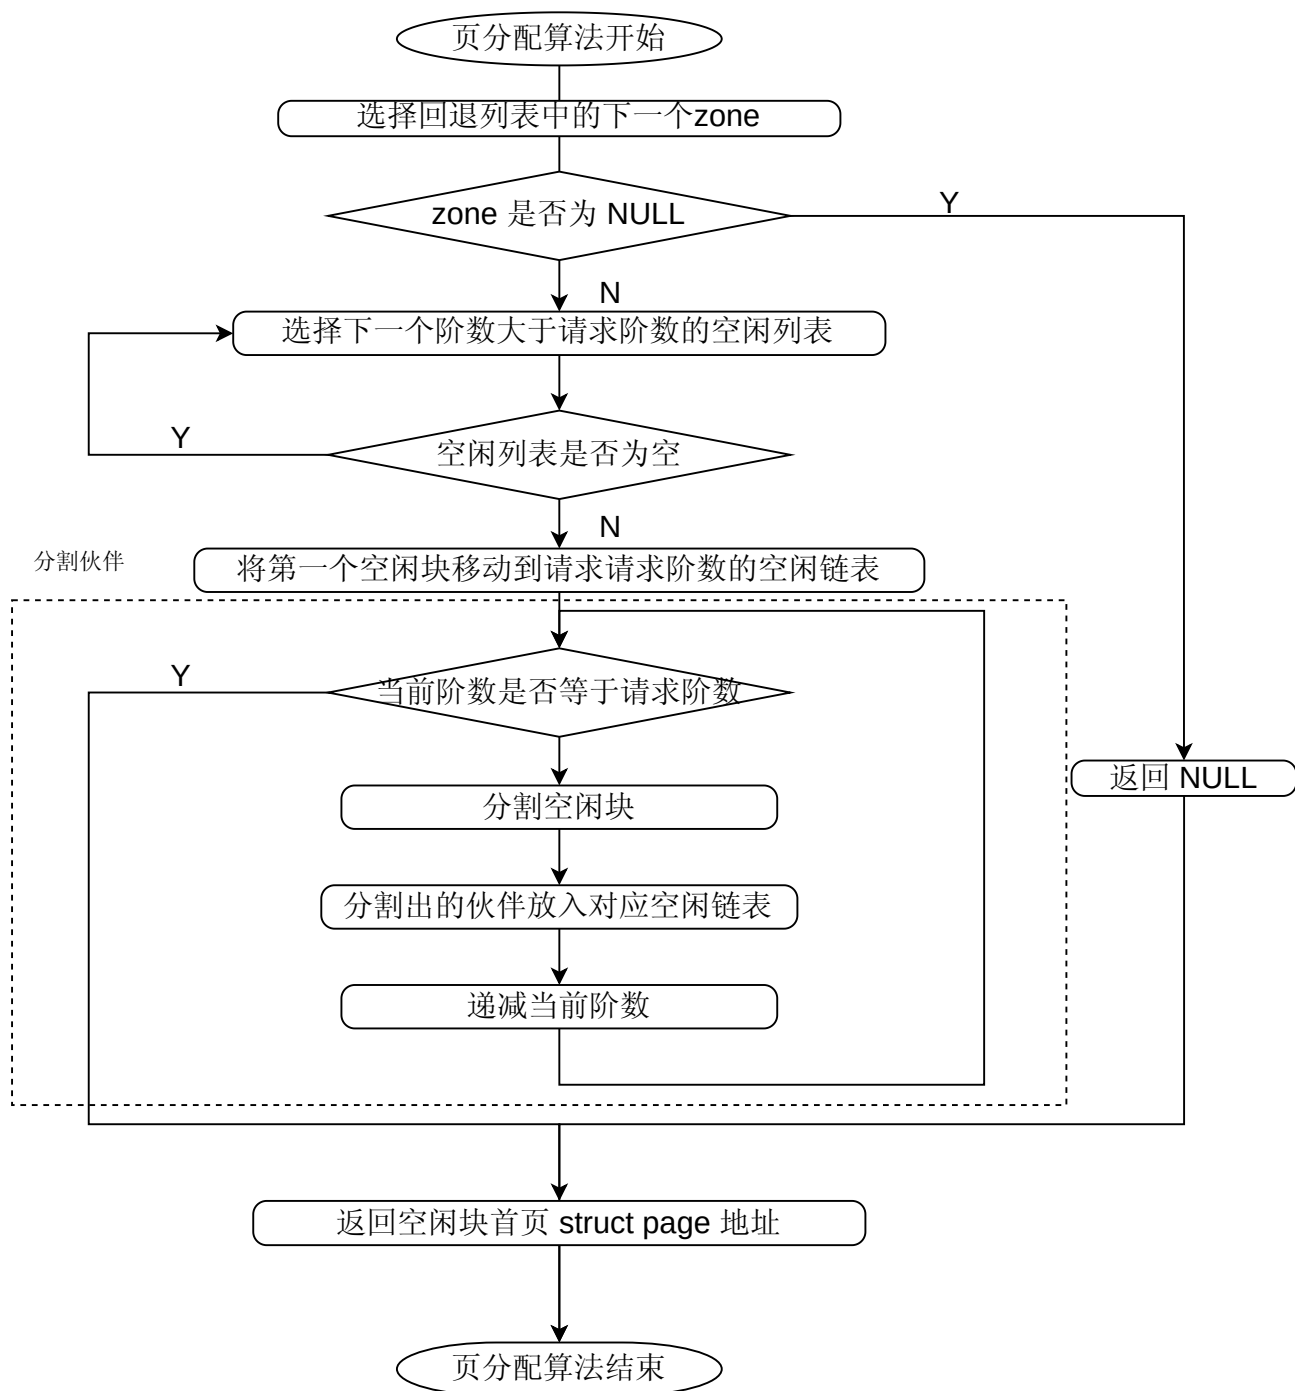 页分配算法开始
选择回退列表中的下一个zone
zone 是否为 NULL
Y
N
选择下一个阶数大于请求阶数的空闲列表
Y
空闲列表是否为空
N
分割伙伴
将第一个空闲块移动到请求请求阶数的空闲链表
Y
当前阶数是否等于请求阶数
返回 NULL
分割空闲块
分割出的伙伴放入对应空闲链表
递减当前阶数
返回空闲块首页 struct page 地址
页分配算法结束